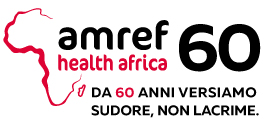 amref 60
health africa
DA 60 ANNI VERSIAMO
SUDORE, NON LACRIME.